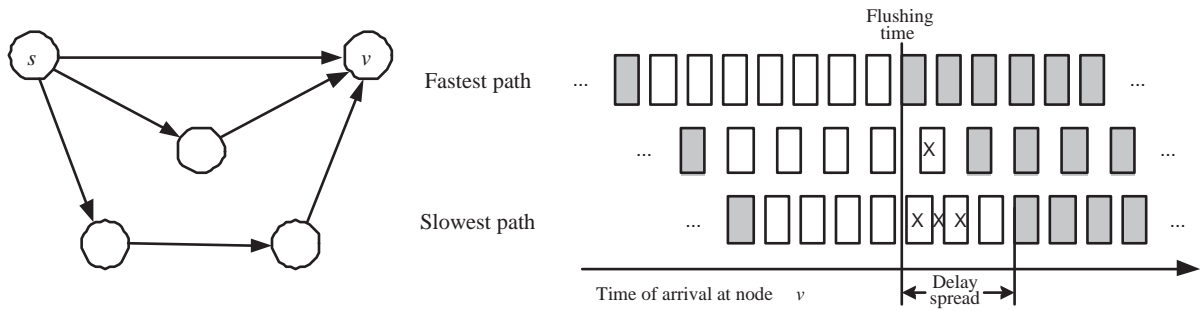 Flushing
time
s
v
Fastest path
...
...
...
X
...
Slowest path
...
X
X
X
...
Time of arrival at node v
Delay
spread